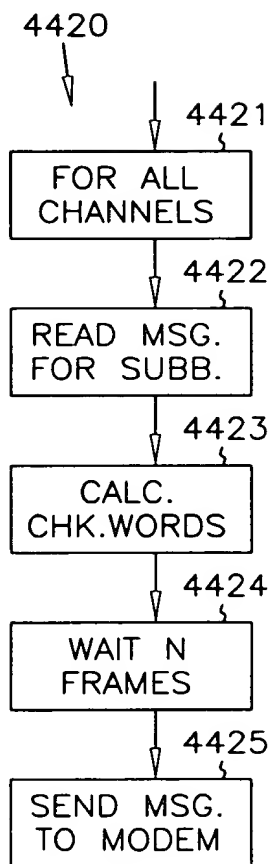 4420
4421
FOR ALL
CHANNELS
4422
READ MSG.
FOR SUBB.
4423
CALC.
CHK.WORDS
4424
WAIT N
FRAMES
4425
SEND MSG.
TO MODEM